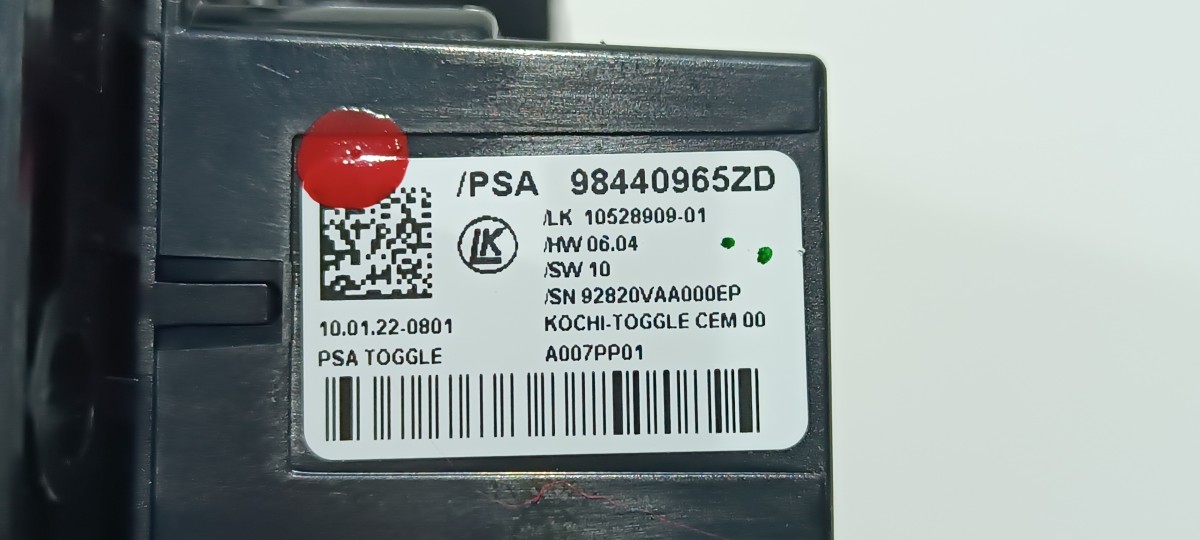 /PSA 98440965ZD
LK
/LK 10528909-01
/HW 06.04
/SW 10
/SN 92820VAA000EP
10.01.22-0801 KOCHI-TOGGLE CEM 00
PSA TOGGLE A007PP01